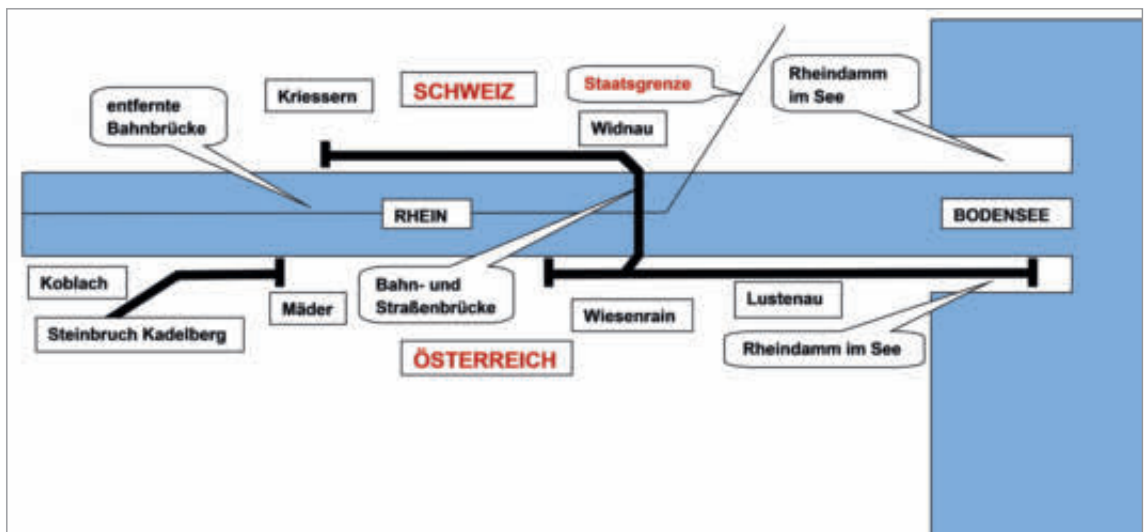 Kriessern
SCHWEIZ
Staatsgrenze
Rheindamm
im See
entfernte
Bahnbrücke
Widnau
RHEIN
BODENSEE
Koblach
Mäder
Bahn- und
Straßenbrücke
Wiesenrain
Lustenau
Steinbruch Kadelberg
Rheindamm im See
ÖSTERREICH